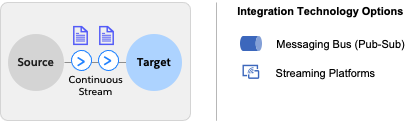 Source
Target
Continuous
Stream
Integration Technology Options
Messaging Bus (Pub-Sub)
Streaming Platforms